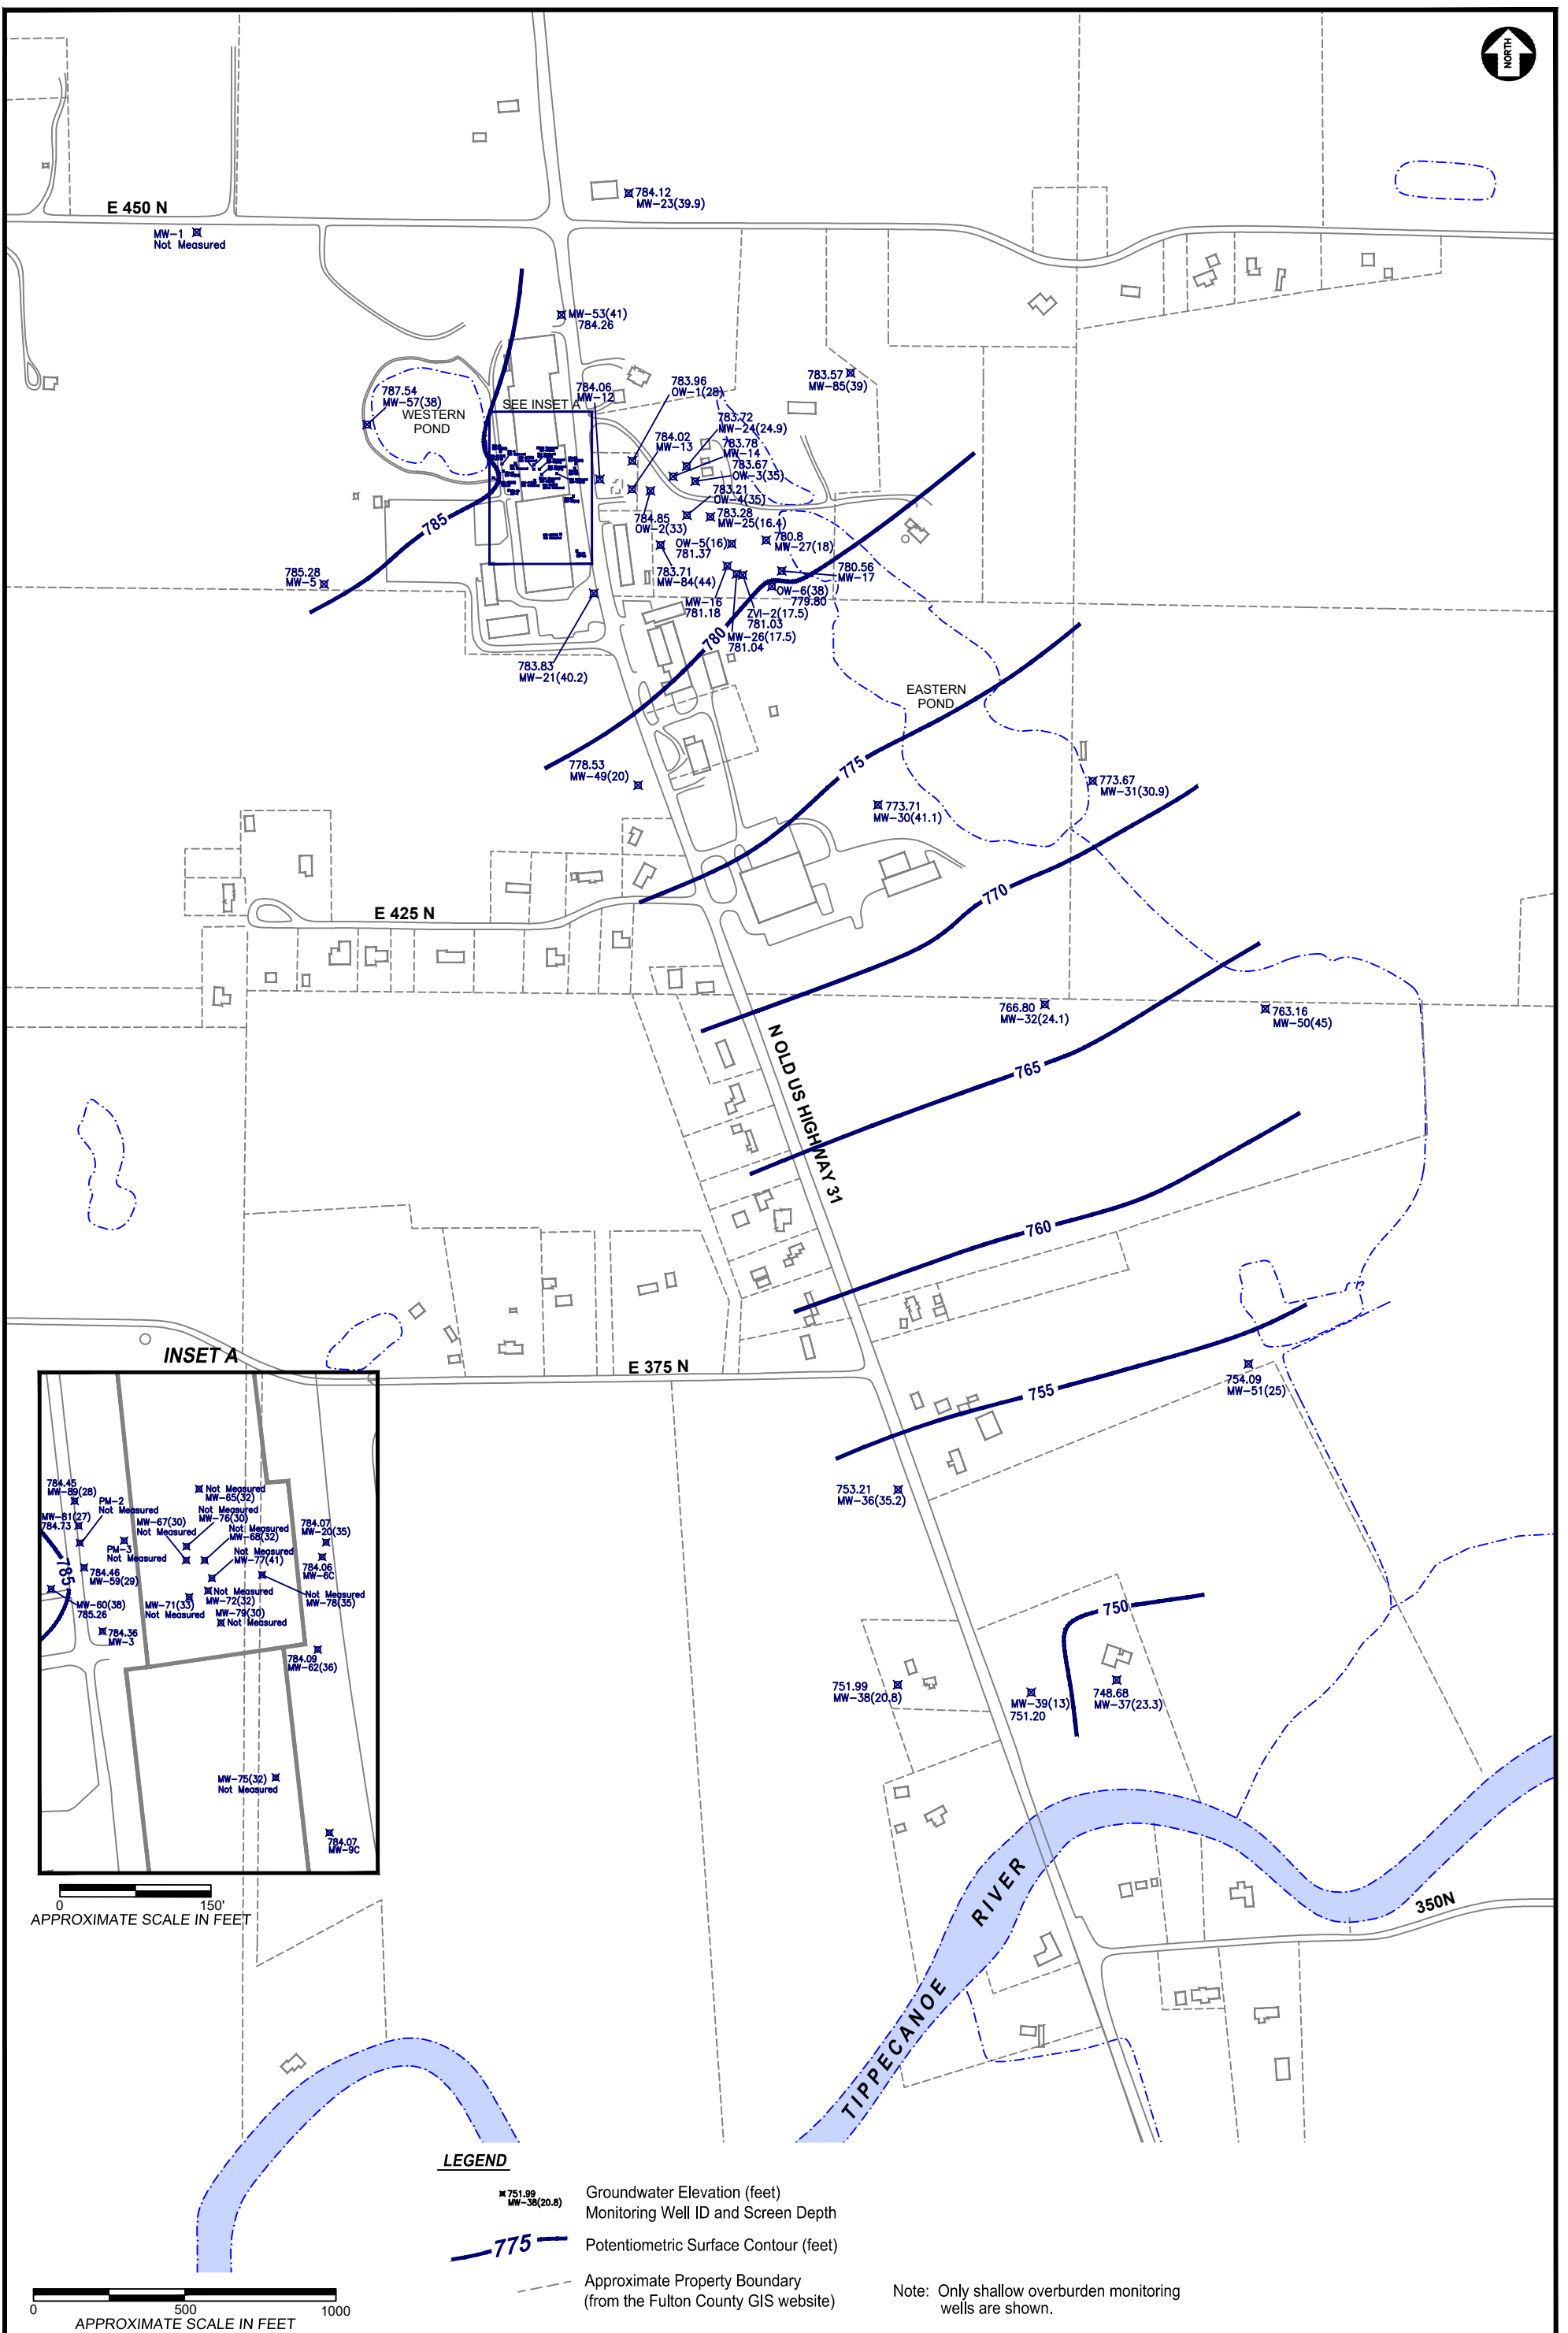 NORTH
784.12
MW-23(39.9)
E 450 N
MW-1
Not Measured
MW-53(41)
784.26
783.57
MW-85(39)
787.54
MW-57(38)
WESTERN
POND
SEE INSET A
784.06
MW-12
783.96
OW-1(28)
784.02
MW-13
783.72
MW-24(24.9)
783.78
MW-14
783.67
OW-3(35)
783.21
OW-4(35)
783.28
MW-25(16.4)
784.85
OW-2(33)
OW-5(16)
781.37
780.8
MW-27(18)
785
785.28
MW-5
783.71
MW-84(44)
780.56
MW-17
OW-6(38)
779.80
MW-16
781.18
ZVI-2(17.5)
781.03
MW-26(17.5)
781.04
780
783.83
MW-21(40.2)
EASTERN
POND
778.53
MW-49(20)
775
773.67
MW-31(30.9)
773.71
MW-30(41.1)
770
E 425 N
766.80
MW-32(24.1)
763.16
MW-50(45)
N OLD US HIGHWAY 31
765
760
INSET A
E 375 N
755
754.09
MW-51(25)
784.45
MW-89(28)
PM-2
Not Measured
MW-81(27)
784.73
Not Measured
MW-65(32)
Not Measured
MW-76(30)
MW-67(30)
Not Measured
Not Measured
MW-68(32)
784.07
MW-20(35)
PM-3
Not Measured
Not Measured
MW-77(41)
784.06
MW-6C
785
784.46
MW-59(29)
MW-60(38)
785.26
MW-71(33)
Not Measured
Not Measured
MW-72(32)
Not Measured
MW-78(35)
MW-79(30)
Not Measured
784.36
MW-3
784.09
MW-62(36)
MW-75(32)
Not Measured
784.07
MW-9C
0 150'
APPROXIMATE SCALE IN FEET
753.21
MW-36(35.2)
750
751.99
MW-38(20.8)
MW-39(13)
751.20
748.68
MW-37(23.3)
TIPPECANOE RIVER
350N
LEGEND
751.99
MW-38(20.8)
Groundwater Elevation (feet)
Monitoring Well ID and Screen Depth
775
Potentiometric Surface Contour (feet)
Approximate Property Boundary
(from the Fulton County GIS website)
Note: Only shallow overburden monitoring
wells are shown.
0 500 1000
APPROXIMATE SCALE IN FEET